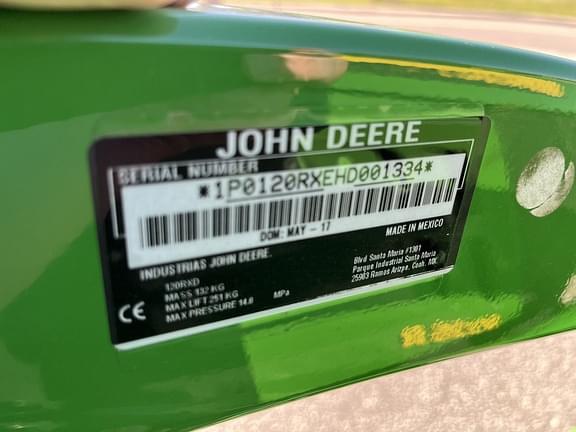 JOHN DEERE
SERIAL NUMBER
*1P0120RXEHD001334*
DOM: MAY - 17
MADE IN MEXICO
INDUSTRIAS JOHN DEERE.
120RXD
MASS 132 KG
MAX LIFT 251 KG
MAX PRESSURE 14.8 MPa
Blvd Santa Maria #1301
Parque Industrial Santa Maria
25903 Ramos Arizpe, Coah. MX.
CE